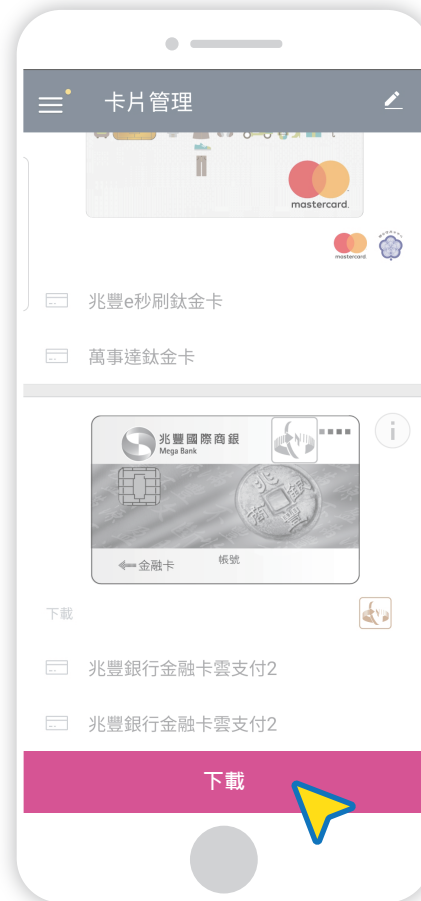 卡片管理
mastercard.
mastercard
兆豐e秒刷鈦金卡
萬事達鈦金卡
兆豐國際商銀
Mega Bank
金融卡
帳號
下載
兆豐銀行金融卡雲支付2
兆豐銀行金融卡雲支付2
下載